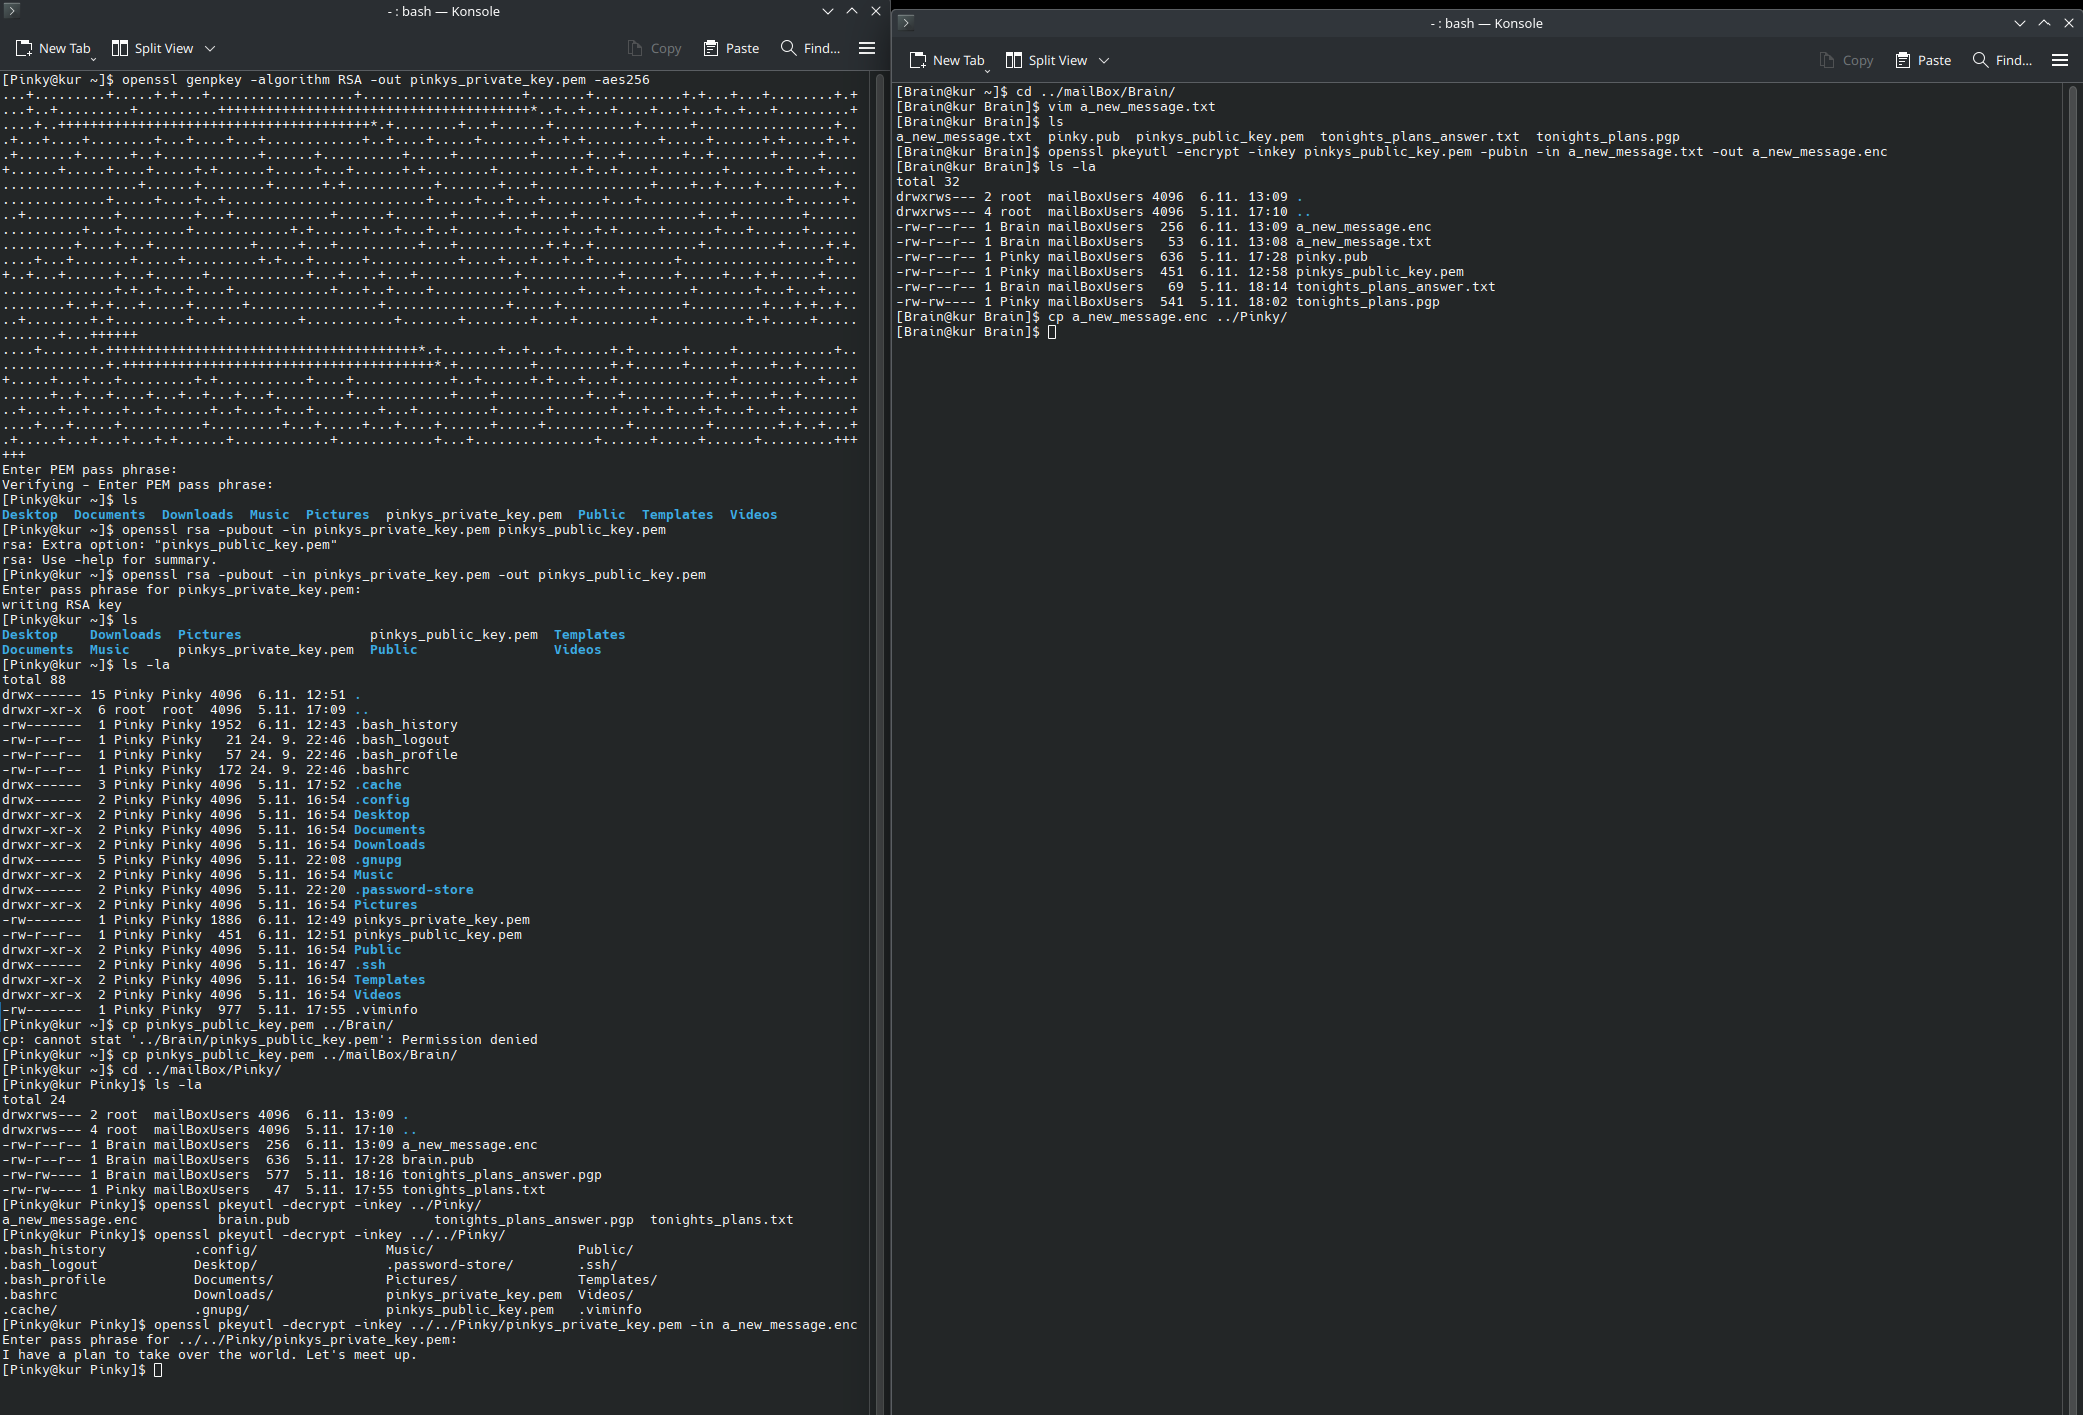 - : bash — Konsole
New Tab
Split View
Copy
Paste
Find...
[Pinky@kur ~]$ openssl genpkey -algorithm RSA -out pinkys_private_key.pem -aes256
+++
Enter PEM pass phrase:
Verifying - Enter PEM pass phrase:
[Pinky@kur ~]$ ls
Desktop  Documents  Downloads  Music  Pictures  pinkys_private_key.pem  Public  Templates  Videos
[Pinky@kur ~]$ openssl rsa -pubout -in pinkys_private_key.pem pinkys_public_key.pem
rsa: Extra option: "pinkys_public_key.pem"
rsa: Use -help for summary.
[Pinky@kur ~]$ openssl rsa -pubout -in pinkys_private_key.pem -out pinkys_public_key.pem
Enter pass phrase for pinkys_private_key.pem:
writing RSA key
[Pinky@kur ~]$ ls
Desktop    Downloads  Pictures                pinkys_public_key.pem  Templates
Documents  Music      pinkys_private_key.pem  Public                 Videos
[Pinky@kur ~]$ ls -la
total 88
drwx------ 15 Pinky Pinky 4096  6.11. 12:51 .
drwxr-xr-x  6 root  root  4096  5.11. 17:09 ..
-rw-------  1 Pinky Pinky 1952  6.11. 12:43 .bash_history
-rw-r--r--  1 Pinky Pinky   21 24. 9. 22:46 .bash_logout
-rw-r--r--  1 Pinky Pinky   57 24. 9. 22:46 .bash_profile
-rw-r--r--  1 Pinky Pinky  172 24. 9. 22:46 .bashrc
drwx------  3 Pinky Pinky 4096  5.11. 17:52 .cache
drwx------  2 Pinky Pinky 4096  5.11. 16:54 .config
drwxr-xr-x  2 Pinky Pinky 4096  5.11. 16:54 Desktop
drwxr-xr-x  2 Pinky Pinky 4096  5.11. 16:54 Documents
drwxr-xr-x  2 Pinky Pinky 4096  5.11. 16:54 Downloads
drwx------  5 Pinky Pinky 4096  5.11. 22:08 .gnupg
drwxr-xr-x  2 Pinky Pinky 4096  5.11. 16:54 Music
drwx------  2 Pinky Pinky 4096  5.11. 22:20 .password-store
drwxr-xr-x  2 Pinky Pinky 4096  5.11. 16:54 Pictures
-rw-------  1 Pinky Pinky 1886  6.11. 12:49 pinkys_private_key.pem
-rw-r--r--  1 Pinky Pinky  451  6.11. 12:51 pinkys_public_key.pem
drwxr-xr-x  2 Pinky Pinky 4096  5.11. 16:54 Public
drwx------  2 Pinky Pinky 4096  5.11. 16:47 .ssh
drwxr-xr-x  2 Pinky Pinky 4096  5.11. 16:54 Templates
drwxr-xr-x  2 Pinky Pinky 4096  5.11. 16:54 Videos
-rw-------  1 Pinky Pinky  977  5.11. 17:55 .viminfo
[Pinky@kur ~]$ cp pinkys_public_key.pem ../Brain/
cp: cannot stat '../Brain/pinkys_public_key.pem': Permission denied
[Pinky@kur ~]$ cp pinkys_public_key.pem ../mailBox/Brain/
[Pinky@kur ~]$ cd ../mailBox/Pinky/
[Pinky@kur Pinky]$ ls -la
total 24
drwxrws--- 2 root  mailBoxUsers 4096  6.11. 13:09 .
drwxrws--- 4 root  mailBoxUsers 4096  5.11. 17:10 ..
-rw-r--r-- 1 Brain mailBoxUsers  256  6.11. 13:09 a_new_message.enc
-rw-r--r-- 1 Brain mailBoxUsers  636  5.11. 17:28 brain.pub
-rw-rw---- 1 Brain mailBoxUsers  577  5.11. 18:16 tonights_plans_answer.pgp
-rw-rw---- 1 Pinky mailBoxUsers   47  5.11. 17:55 tonights_plans.txt
[Pinky@kur Pinky]$ openssl pkeyutl -decrypt -inkey ../Pinky/
a_new_message.enc          brain.pub                  tonights_plans_answer.pgp  tonights_plans.txt
[Pinky@kur Pinky]$ openssl pkeyutl -decrypt -inkey ../../Pinky/
.bash_history           .config/                Music/                  Public/
.bash_logout            Desktop/                .password-store/        .ssh/
.bash_profile           Documents/              Pictures/               Templates/
.bashrc                 Downloads/              pinkys_private_key.pem  Videos/
.cache/                 .gnupg/                 pinkys_public_key.pem   .viminfo
[Pinky@kur Pinky]$ openssl pkeyutl -decrypt -inkey ../../Pinky/pinkys_private_key.pem -in a_new_message.enc
Enter pass phrase for ../../Pinky/pinkys_private_key.pem:
I have a plan to take over the world. Let's meet up.
[Pinky@kur Pinky]$
- : bash — Konsole
New Tab
Split View
Copy
Paste
Find...
[Brain@kur ~]$ cd ../mailBox/Brain/
[Brain@kur Brain]$ vim a_new_message.txt
[Brain@kur Brain]$ ls
a_new_message.txt  pinky.pub  pinkys_public_key.pem  tonights_plans_answer.txt  tonights_plans.pgp
[Brain@kur Brain]$ openssl pkeyutl -encrypt -inkey pinkys_public_key.pem -pubin -in a_new_message.txt -out a_new_message.enc
[Brain@kur Brain]$ ls -la
total 32
drwxrws--- 2 root  mailBoxUsers 4096  6.11. 13:09 .
drwxrws--- 4 root  mailBoxUsers 4096  5.11. 17:10 ..
-rw-r--r-- 1 Brain mailBoxUsers  256  6.11. 13:09 a_new_message.enc
-rw-r--r-- 1 Brain mailBoxUsers   53  6.11. 13:08 a_new_message.txt
-rw-r--r-- 1 Pinky mailBoxUsers  636  5.11. 17:28 pinky.pub
-rw-r--r-- 1 Pinky mailBoxUsers  451  6.11. 12:58 pinkys_public_key.pem
-rw-r--r-- 1 Brain mailBoxUsers   69  5.11. 18:14 tonights_plans_answer.txt
-rw-rw---- 1 Pinky mailBoxUsers  541  5.11. 18:02 tonights_plans.pgp
[Brain@kur Brain]$ cp a_new_message.enc ../Pinky/
[Brain@kur Brain]$